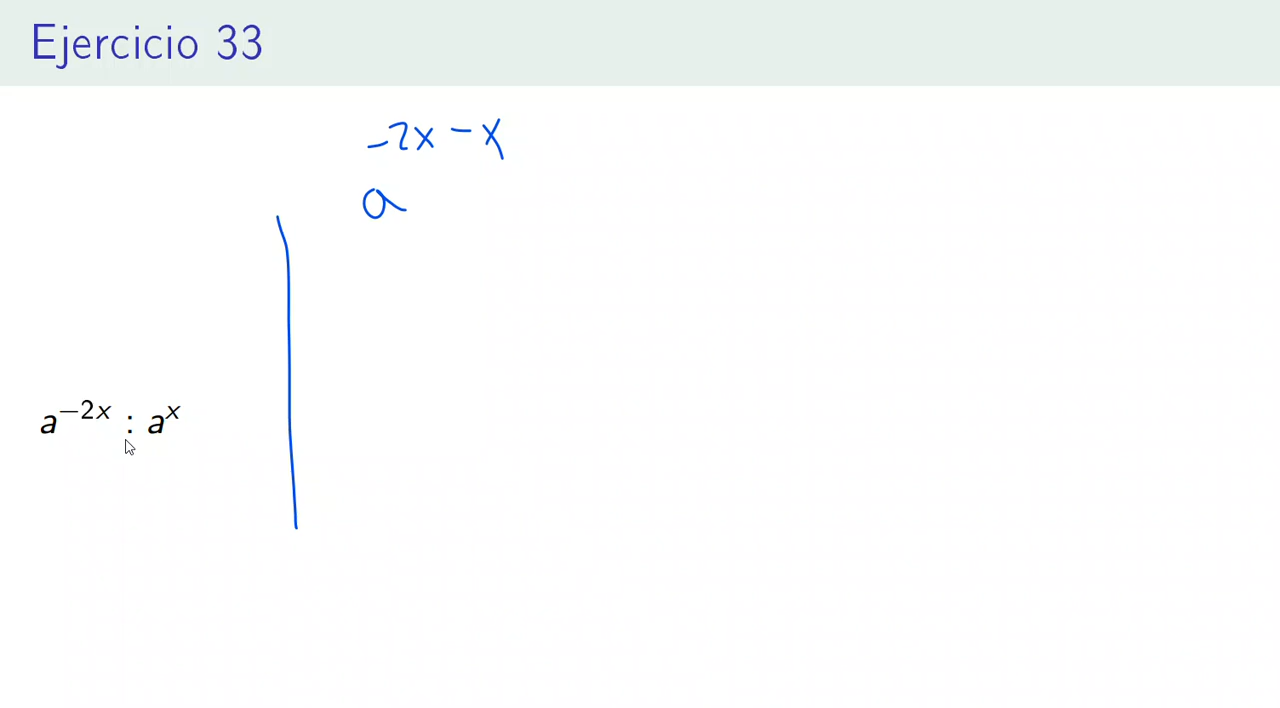 Ejercicio 33
-2x - x
a
a^{-2x} : a^x